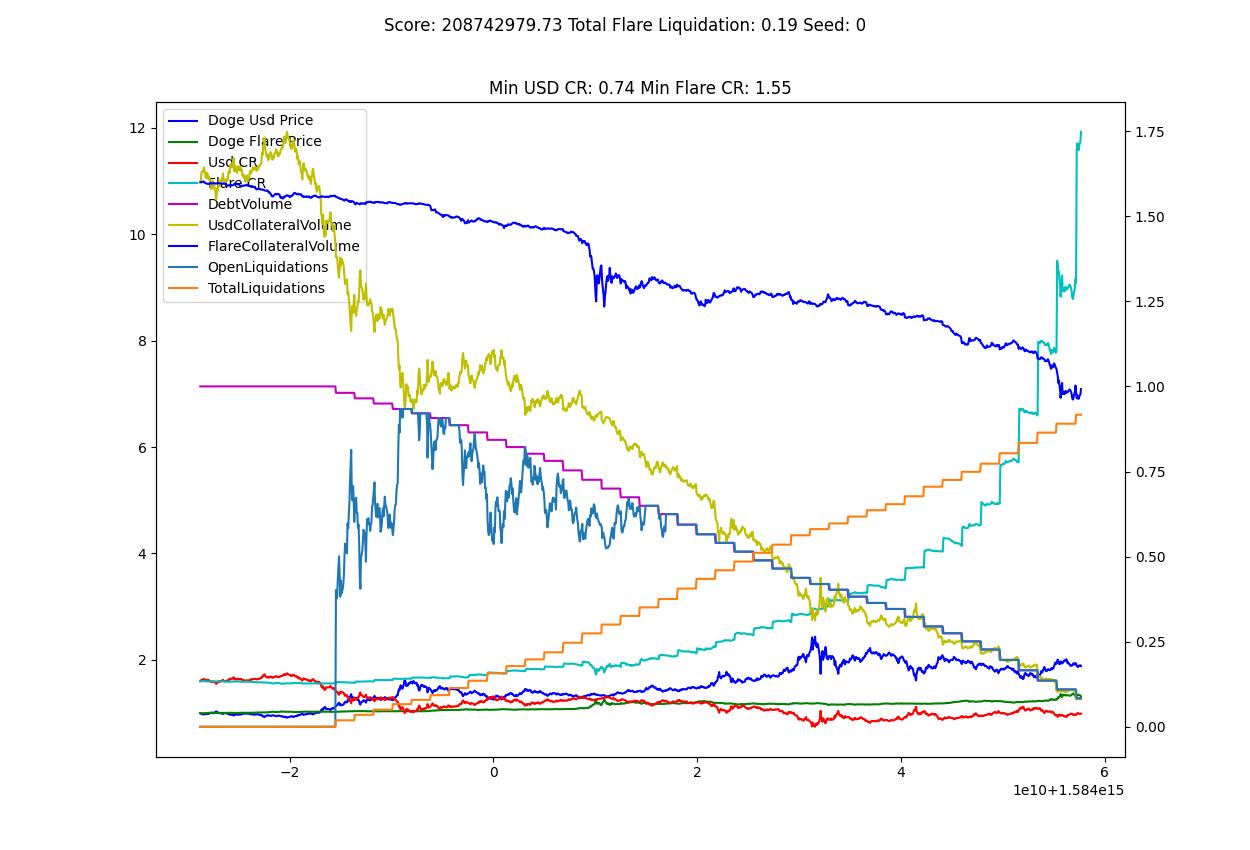 Score: 208742979.73 Total Flare Liquidation: 0.19 Seed: 0
Min USD CR: 0.74 Min Flare CR: 1.55
Doge Usd Price
Doge Flare Price
Usd CR
Flare CR
DebtVolume
UsdCollateralVolume
FlareCollateralVolume
OpenLiquidations
TotalLiquidations
12
10
8
6
4
2
1.75
1.50
1.25
1.00
0.75
0.50
0.25
0.00
−2
0
2
4
6
1e10+1.584e15